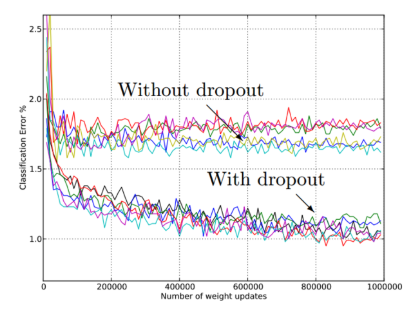 2.5
2.0
1.5
1.0
Classification Error %
Without dropout
With dropout
0 200000 400000 600000 800000 1000000
Number of weight updates